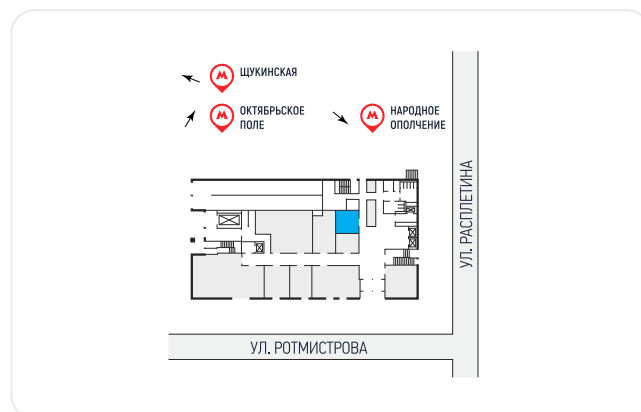 ЩУКИНСКАЯ
ОКТЯБРЬСКОЕ
ПОЛЕ
НАРОДНОЕ
ОПОЛЧЕНИЕ
УЛ. РАСПЛЕТИНА
УЛ. РОТМИСТРОВА